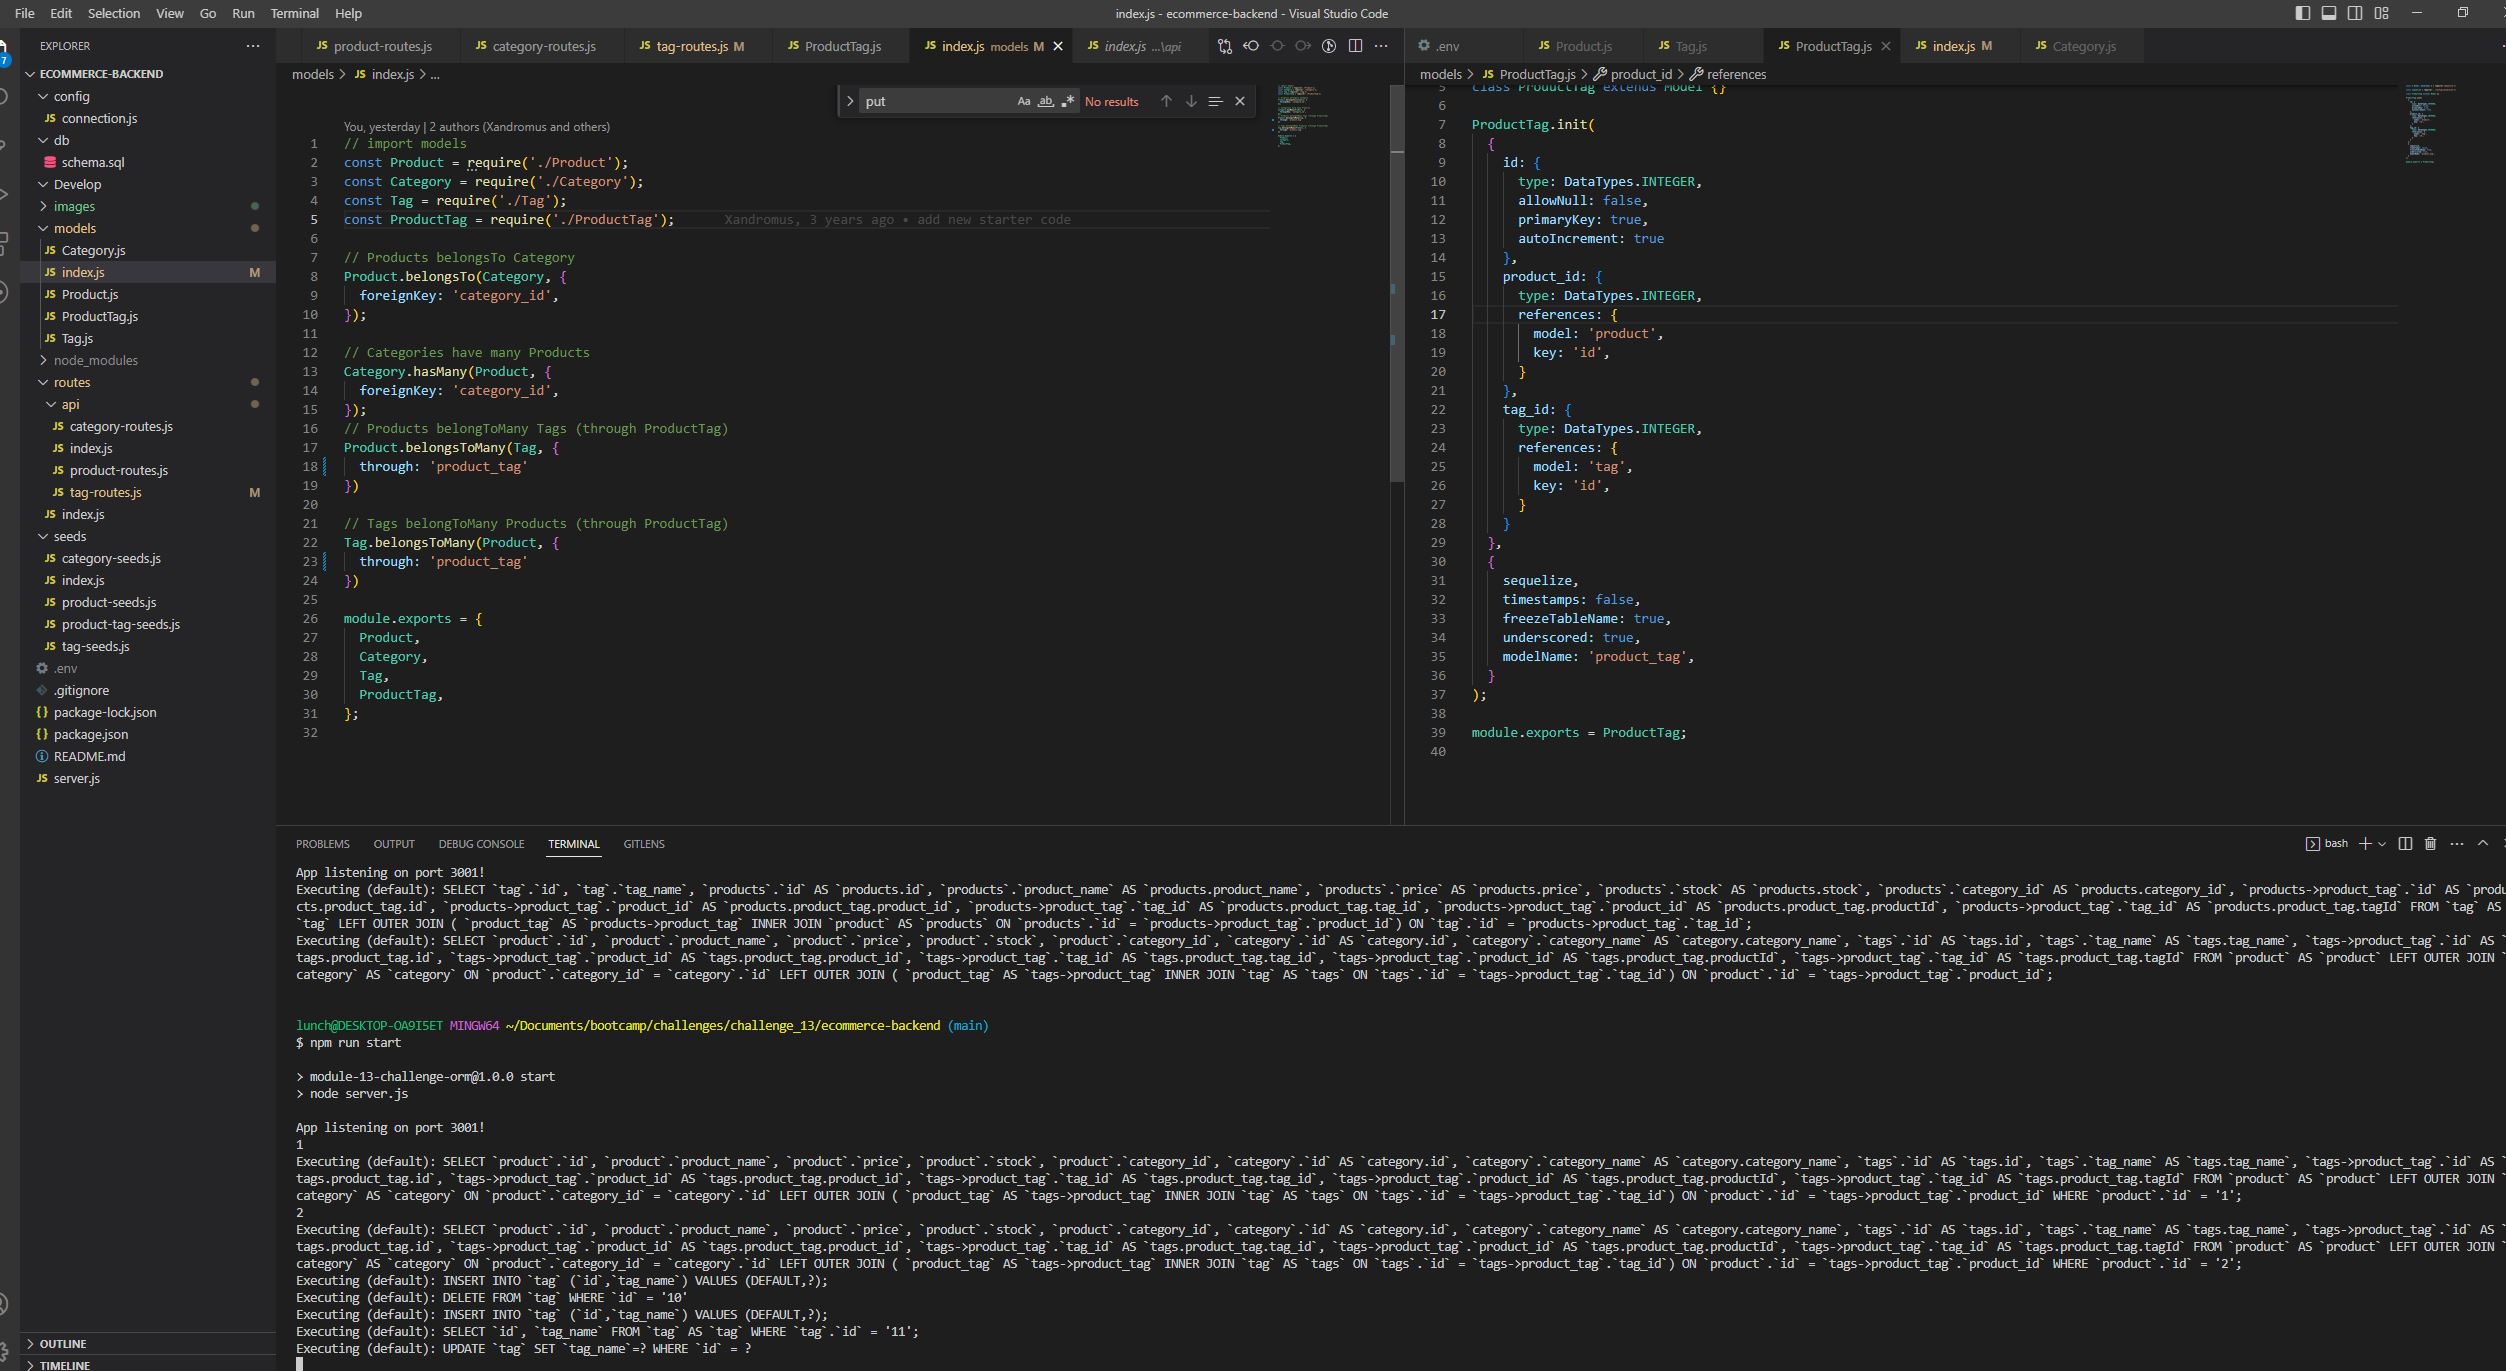 File Edit Selection View Go Run Terminal Help
index.js - ecommerce-backend - Visual Studio Code
EXPLORER
7
ECOMMERCE-BACKEND
config
connection.js
db
schema.sql
Develop
images
models
Category.js
index.js M
Product.js
ProductTag.js
Tag.js
node_modules
routes
api
category-routes.js
index.js
product-routes.js
tag-routes.js M
index.js
seeds
category-seeds.js
index.js
product-seeds.js
product-tag-seeds.js
tag-seeds.js
.env
.gitignore
package-lock.json
package.json
README.md
server.js
OUTLINE
TIMELINE
product-routes.js category-routes.js tag-routes.js M ProductTag.js index.js models M index.js ...\api
models > index.js > ...
put Aa ab No results
You, yesterday | 2 authors (Xandromus and others)
1 // import models
2 const Product = require('./Product');
3 const Category = require('./Category');
4 const Tag = require('./Tag');
5 const ProductTag = require('./ProductTag'); Xandromus, 3 years ago • add new starter code
6
7 // Products belongsTo Category
8 Product.belongsTo(Category, {
9 foreignKey: 'category_id',
10 });
11
12 // Categories have many Products
13 Category.hasMany(Product, {
14 foreignKey: 'category_id',
15 });
16 // Products belongToMany Tags (through ProductTag)
17 Product.belongsToMany(Tag, {
18 through: 'product_tag'
19 })
20
21 // Tags belongToMany Products (through ProductTag)
22 Tag.belongsToMany(Product, {
23 through: 'product_tag'
24 })
25
26 module.exports = {
27 Product,
28 Category,
29 Tag,
30 ProductTag,
31 };
32
.env Product.js Tag.js ProductTag.js index.js M Category.js
models > ProductTag.js > product_id > references
5 class ProductTag extends Model {}
6
7 ProductTag.init(
8 {
9 id: {
10 type: DataTypes.INTEGER,
11 allowNull: false,
12 primaryKey: true,
13 autoIncrement: true
14 },
15 product_id: {
16 type: DataTypes.INTEGER,
17 references: {
18 model: 'product',
19 key: 'id',
20 }
21 },
22 tag_id: {
23 type: DataTypes.INTEGER,
24 references: {
25 model: 'tag',
26 key: 'id',
27 }
28 }
29 },
30 {
31 sequelize,
32 timestamps: false,
33 freezeTableName: true,
34 underscored: true,
35 modelName: 'product_tag',
36 }
37 );
38
39 module.exports = ProductTag;
40
PROBLEMS OUTPUT DEBUG CONSOLE TERMINAL GITLENS
bash
App listening on port 3001!
Executing (default): SELECT `tag`.`id`, `tag`.`tag_name`, `products`.`id` AS `products.id`, `products`.`product_name` AS `products.product_name`, `products`.`price` AS `products.price`, `products`.`stock` AS `products.stock`, `products`.`category_id` AS `products.category_id`, `products->product_tag`.`id` AS `produ
cts.product_tag.id`, `products->product_tag`.`product_id` AS `products.product_tag.product_id`, `products->product_tag`.`tag_id` AS `products.product_tag.tag_id`, `products->product_tag`.`product_id` AS `products.product_tag.productId`, `products->product_tag`.`tag_id` AS `products.product_tag.tagId` FROM `tag` AS
`tag` LEFT OUTER JOIN ( `product_tag` AS `products->product_tag` INNER JOIN `product` AS `products` ON `products`.`id` = `products->product_tag`.`product_id`) ON `tag`.`id` = `products->product_tag`.`tag_id`;
Executing (default): SELECT `product`.`id`, `product`.`product_name`, `product`.`price`, `product`.`stock`, `product`.`category_id`, `category`.`id` AS `category.id`, `category`.`category_name` AS `category.category_name`, `tags`.`id` AS `tags.id`, `tags`.`tag_name` AS `tags.tag_name`, `tags->product_tag`.`id` AS `
tags.product_tag.id`, `tags->product_tag`.`product_id` AS `tags.product_tag.product_id`, `tags->product_tag`.`tag_id` AS `tags.product_tag.tag_id`, `tags->product_tag`.`product_id` AS `tags.product_tag.productId`, `tags->product_tag`.`tag_id` AS `tags.product_tag.tagId` FROM `product` AS `product` LEFT OUTER JOIN `
category` AS `category` ON `product`.`category_id` = `category`.`id` LEFT OUTER JOIN ( `product_tag` AS `tags->product_tag` INNER JOIN `tag` AS `tags` ON `tags`.`id` = `tags->product_tag`.`tag_id`) ON `product`.`id` = `tags->product_tag`.`product_id`;
lunch@DESKTOP-OA9I5ET MINGW64 ~/Documents/bootcamp/challenges/challenge_13/ecommerce-backend (main)
$ npm run start
> module-13-challenge-orm@1.0.0 start
> node server.js
App listening on port 3001!
1
Executing (default): SELECT `product`.`id`, `product`.`product_name`, `product`.`price`, `product`.`stock`, `product`.`category_id`, `category`.`id` AS `category.id`, `category`.`category_name` AS `category.category_name`, `tags`.`id` AS `tags.id`, `tags`.`tag_name` AS `tags.tag_name`, `tags->product_tag`.`id` AS `
tags.product_tag.id`, `tags->product_tag`.`product_id` AS `tags.product_tag.product_id`, `tags->product_tag`.`tag_id` AS `tags.product_tag.tag_id`, `tags->product_tag`.`product_id` AS `tags.product_tag.productId`, `tags->product_tag`.`tag_id` AS `tags.product_tag.tagId` FROM `product` AS `product` LEFT OUTER JOIN `
category` AS `category` ON `product`.`category_id` = `category`.`id` LEFT OUTER JOIN ( `product_tag` AS `tags->product_tag` INNER JOIN `tag` AS `tags` ON `tags`.`id` = `tags->product_tag`.`tag_id`) ON `product`.`id` = `tags->product_tag`.`product_id` WHERE `product`.`id` = '1';
2
Executing (default): SELECT `product`.`id`, `product`.`product_name`, `product`.`price`, `product`.`stock`, `product`.`category_id`, `category`.`id` AS `category.id`, `category`.`category_name` AS `category.category_name`, `tags`.`id` AS `tags.id`, `tags`.`tag_name` AS `tags.tag_name`, `tags->product_tag`.`id` AS `
tags.product_tag.id`, `tags->product_tag`.`product_id` AS `tags.product_tag.product_id`, `tags->product_tag`.`tag_id` AS `tags.product_tag.tag_id`, `tags->product_tag`.`product_id` AS `tags.product_tag.productId`, `tags->product_tag`.`tag_id` AS `tags.product_tag.tagId` FROM `product` AS `product` LEFT OUTER JOIN `
category` AS `category` ON `product`.`category_id` = `category`.`id` LEFT OUTER JOIN ( `product_tag` AS `tags->product_tag` INNER JOIN `tag` AS `tags` ON `tags`.`id` = `tags->product_tag`.`tag_id`) ON `product`.`id` = `tags->product_tag`.`product_id` WHERE `product`.`id` = '2';
Executing (default): INSERT INTO `tag` (`id`,`tag_name`) VALUES (DEFAULT,?);
Executing (default): DELETE FROM `tag` WHERE `id` = '10'
Executing (default): INSERT INTO `tag` (`id`,`tag_name`) VALUES (DEFAULT,?);
Executing (default): SELECT `id`, `tag_name` FROM `tag` AS `tag` WHERE `tag`.`id` = '11';
Executing (default): UPDATE `tag` SET `tag_name`=? WHERE `id` = ?